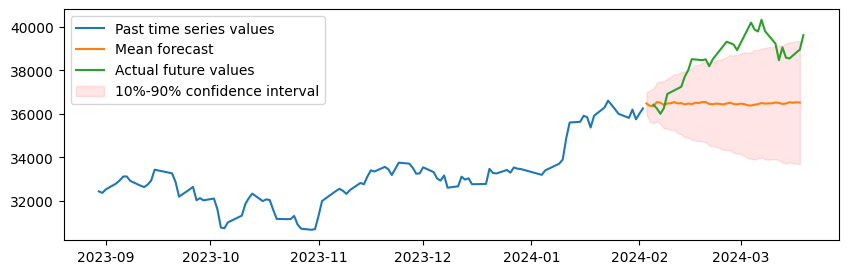 Past time series values
Mean forecast
Actual future values
10%-90% confidence interval
40000
38000
36000
34000
32000
2023-09 2023-10 2023-11 2023-12 2024-01 2024-02 2024-03